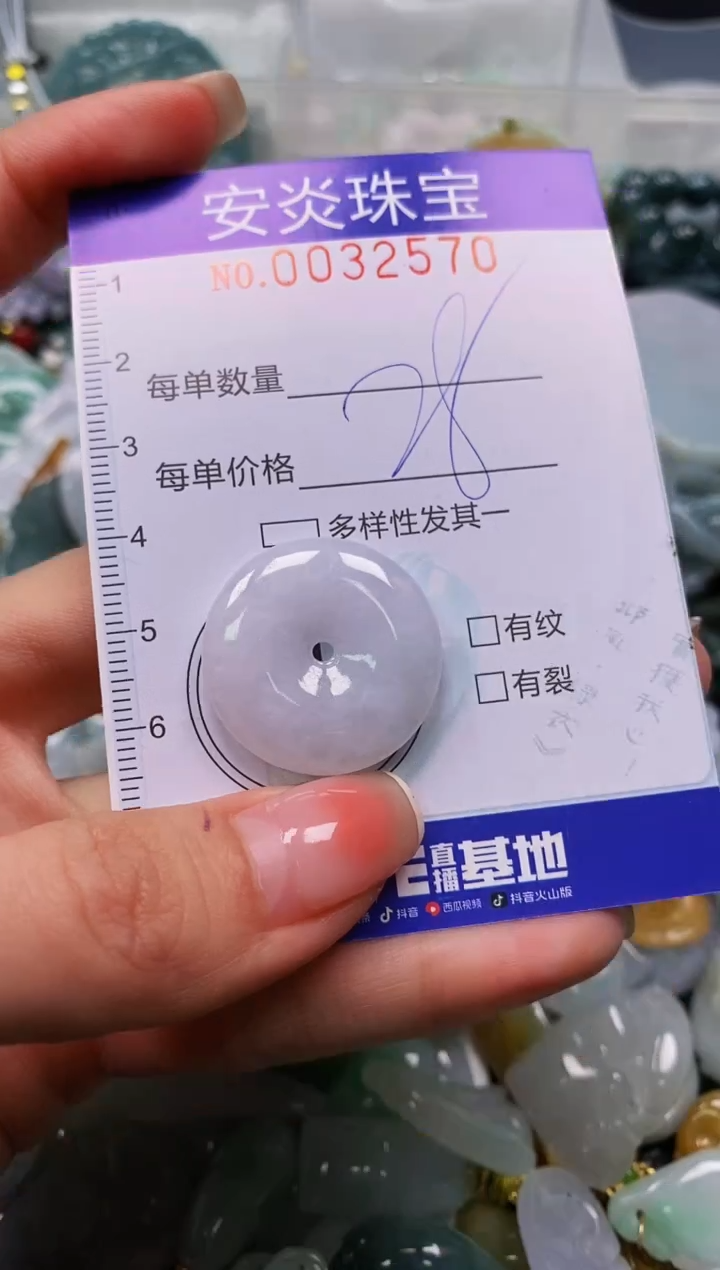 安炎珠宝
NO.0032570
1
2
每单数量
28
3
每单价格
4
多样性发其一
5
有纹
有裂
6
直播基地
抖音 西瓜视频 抖音火山版